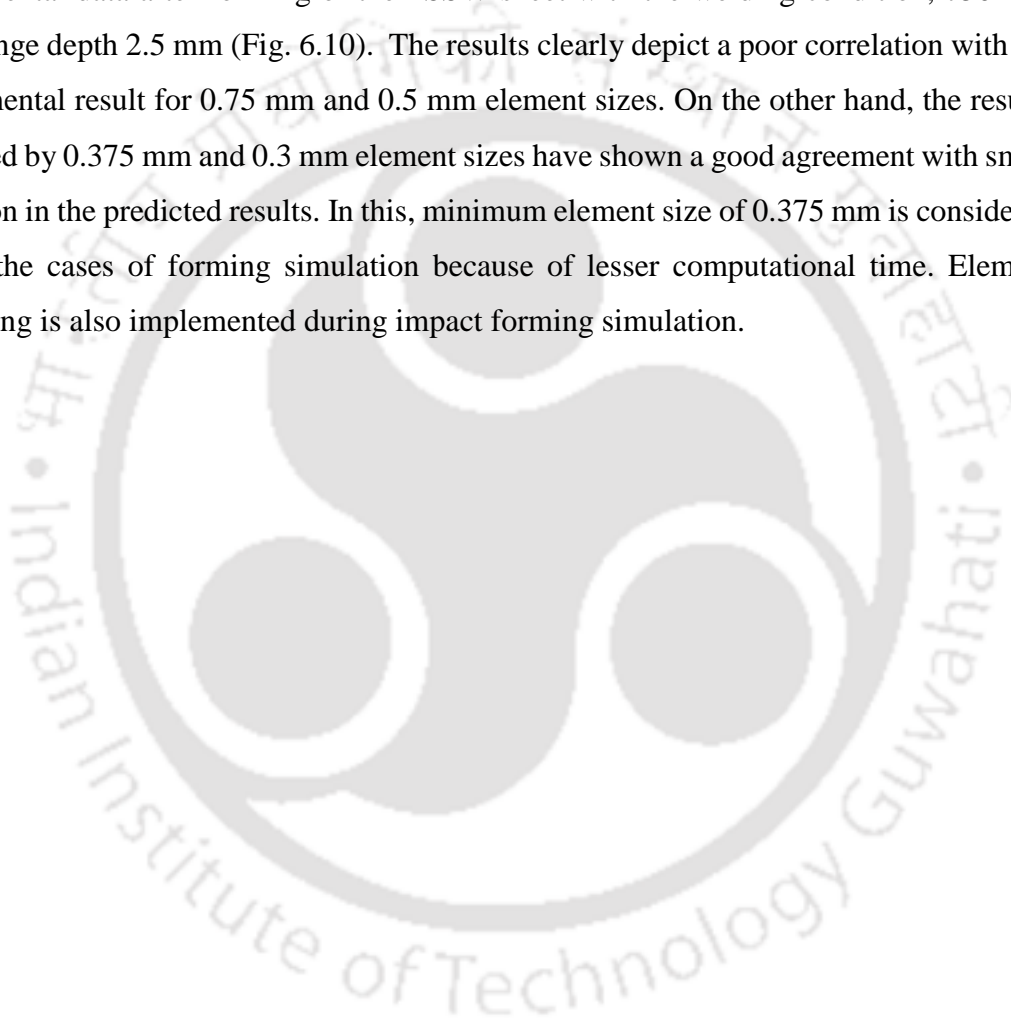 nge depth 2.5 mm (Fig. 6.10). The results clearly depict a poor correlation with
mental result for 0.75 mm and 0.5 mm element sizes. On the other hand, the resu
ed by 0.375 mm and 0.3 mm element sizes have shown a good agreement with sm
on in the predicted results. In this, minimum element size of 0.375 mm is conside
the cases of forming simulation because of lesser computational time. Elem
ng is also implemented during impact forming simulation.
Indian Institute of Technology Guwahati